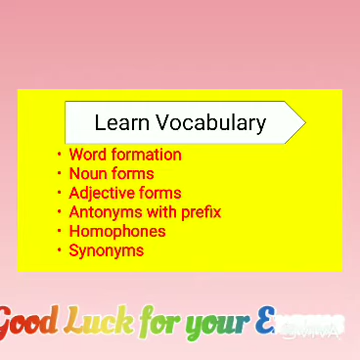 Learn Vocabulary
• Word formation
• Noun forms
• Adjective forms
• Antonyms with prefix
• Homophones
• Synonyms
Good Luck for your